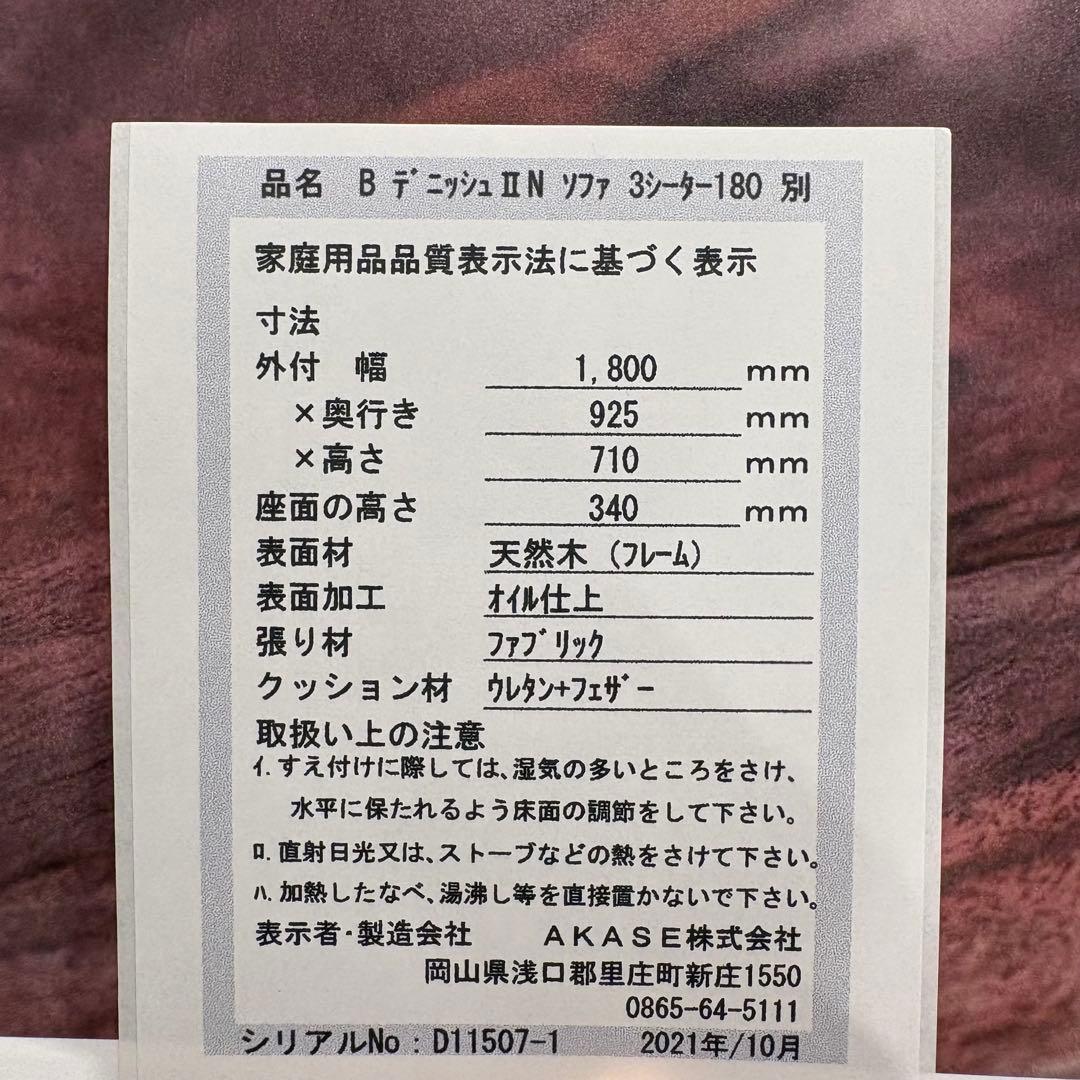 品名 B ﾃﾞﾆｯｼｭⅡN ｿﾌｧ 3ｼｰﾀｰ180 別
家庭用品品質表示法に基づく表示
寸法
外付 幅 1,800 mm
×奥行き 925 mm
×高さ 710 mm
座面の高さ 340 mm
表面材 天然木（ﾌﾚｰﾑ）
表面加工 ｵｲﾙ仕上
張り材 ﾌｧﾌﾞﾘｯｸ
クッション材 ｳﾚﾀﾝ+ﾌｪｻﾞｰ
取扱い上の注意
ｲ.すえ付けに際しては､湿気の多いところをさけ､
水平に保たれるよう床面の調節をして下さい。
ﾛ.直射日光又は､ストーブなどの熱をさけて下さい。
ﾊ.加熱したなべ､湯沸し等を直接置かないで下さい。
表示者･製造会社 ＡＫＡＳＥ株式会社
岡山県浅口郡里庄町新庄1550
0865-64-5111
シリアルNo：D11507-1 2021年/10月